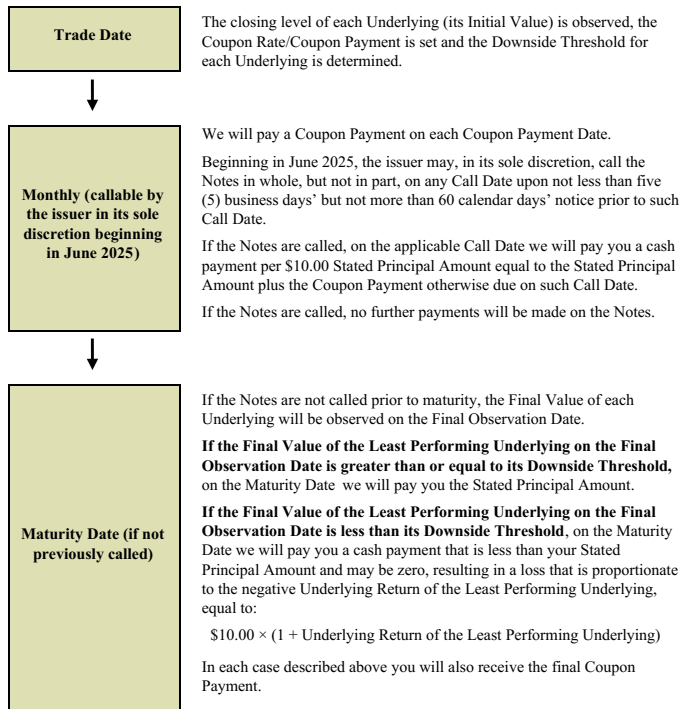 Trade Date
The closing level of each Underlying (its Initial Value) is observed, the
Coupon Rate/Coupon Payment is set and the Downside Threshold for
each Underlying is determined.
Monthly (callable by
the issuer in its sole
discretion beginning
in June 2025)
We will pay a Coupon Payment on each Coupon Payment Date.
Beginning in June 2025, the issuer may, in its sole discretion, call the
Notes in whole, but not in part, on any Call Date upon not less than five
(5) business days’ but not more than 60 calendar days’ notice prior to such
Call Date.
If the Notes are called, on the applicable Call Date we will pay you a cash
payment per $10.00 Stated Principal Amount equal to the Stated Principal
Amount plus the Coupon Payment otherwise due on such Call Date.
If the Notes are called, no further payments will be made on the Notes.
Maturity Date (if not
previously called)
If the Notes are not called prior to maturity, the Final Value of each
Underlying will be observed on the Final Observation Date.
If the Final Value of the Least Performing Underlying on the Final
Observation Date is greater than or equal to its Downside Threshold,
on the Maturity Date we will pay you the Stated Principal Amount.
If the Final Value of the Least Performing Underlying on the Final
Observation Date is less than its Downside Threshold, on the Maturity
Date we will pay you a cash payment that is less than your Stated
Principal Amount and may be zero, resulting in a loss that is proportionate
to the negative Underlying Return of the Least Performing Underlying,
equal to:
$10.00 × (1 + Underlying Return of the Least Performing Underlying)
In each case described above you will also receive the final Coupon
Payment.